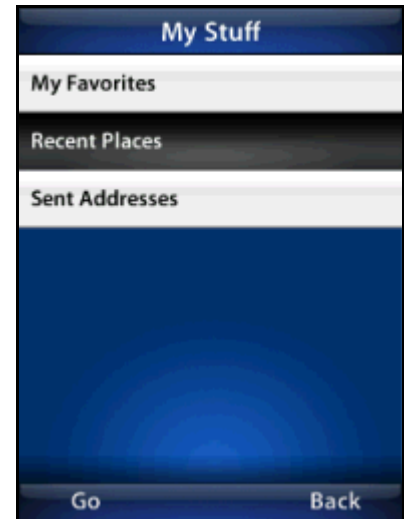 My Stuff
My Favorites
Recent Places
Sent Addresses
Go Back